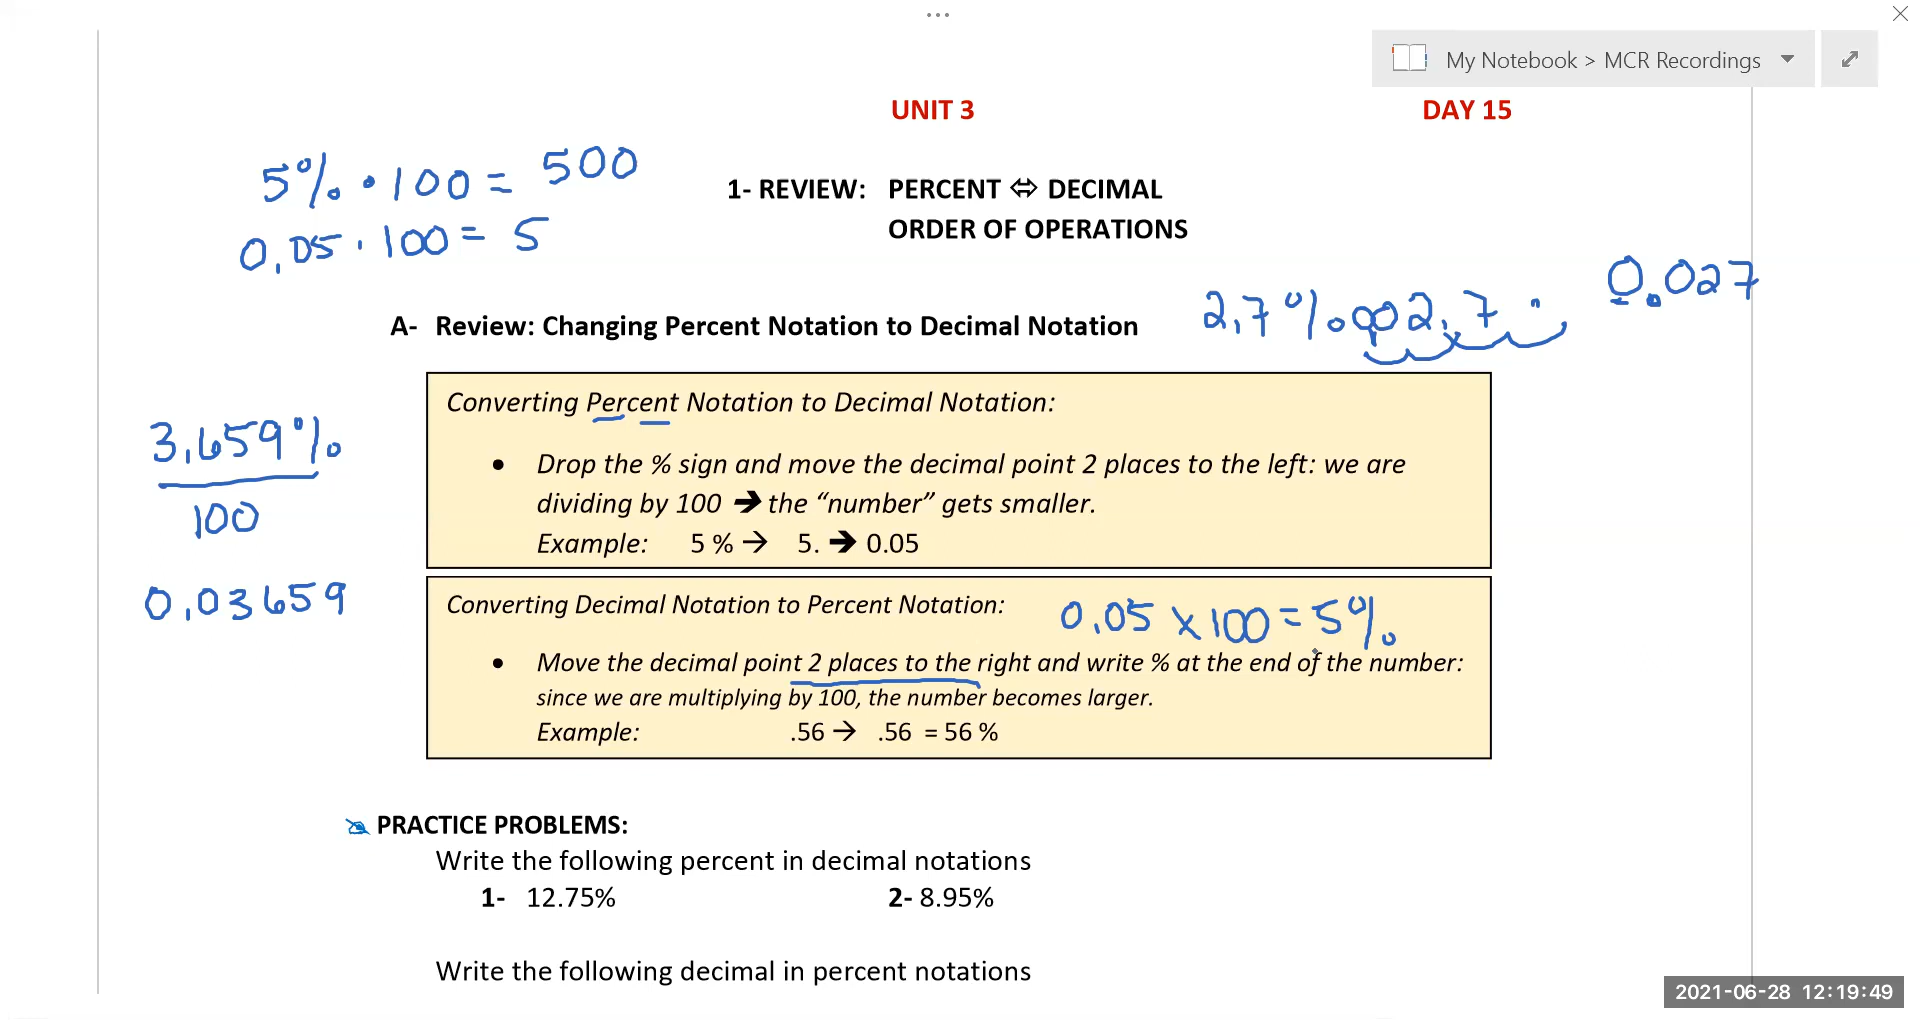 My Notebook > MCR Recordings
UNIT 3 DAY 15
5% · 100 = 500
0.05 · 100 = 5
1- REVIEW: PERCENT ⇔ DECIMAL
ORDER OF OPERATIONS
0.027
2.7% 002.7
A- Review: Changing Percent Notation to Decimal Notation
Converting Percent Notation to Decimal Notation:
3.659%
100
0.03659
• Drop the % sign and move the decimal point 2 places to the left: we are
dividing by 100 ➔ the “number” gets smaller.
Example: 5 % → 5. ➔ 0.05
Converting Decimal Notation to Percent Notation:
0.05 x 100 = 5%
• Move the decimal point 2 places to the right and write % at the end of the number:
since we are multiplying by 100, the number becomes larger.
Example: .56 → .56 = 56 %
PRACTICE PROBLEMS:
Write the following percent in decimal notations
1- 12.75% 2- 8.95%
Write the following decimal in percent notations
2021-06-28 12:19:49